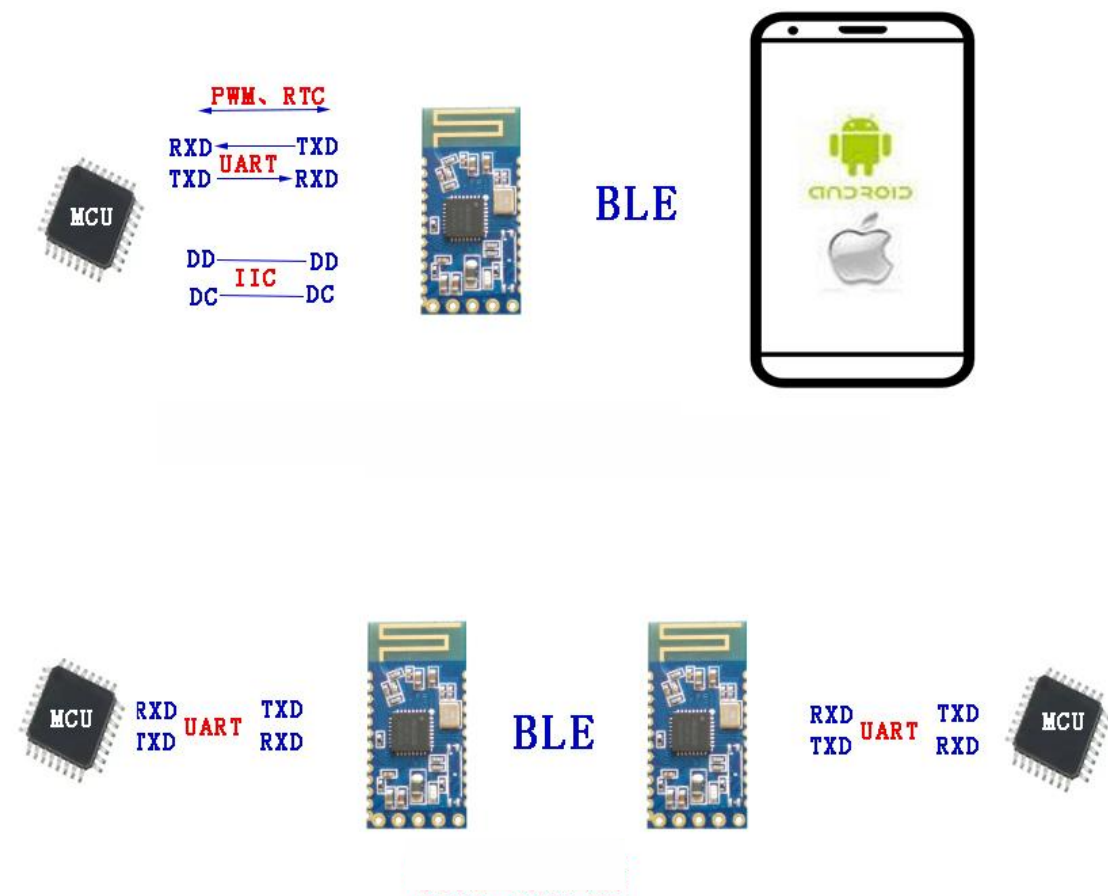 PWM、RTC
RXD TXD
UART
TXD RXD
MCU
BLE
ANDROID
DD DD
IIC
DC DC
RXD TXD
UART
TXD RXD
MCU
BLE
RXD TXD
UART
TXD RXD
MCU